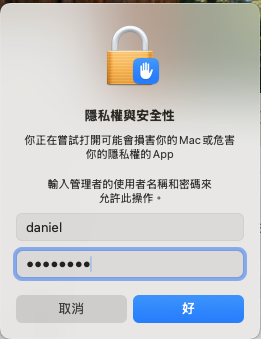 隱私權與安全性
你正在嘗試打開可能會損害你的Mac或危害
你的隱私權的App
輸入管理者的使用者名稱和密碼來
允許此操作。
daniel
●●●●●●●●
取消
好